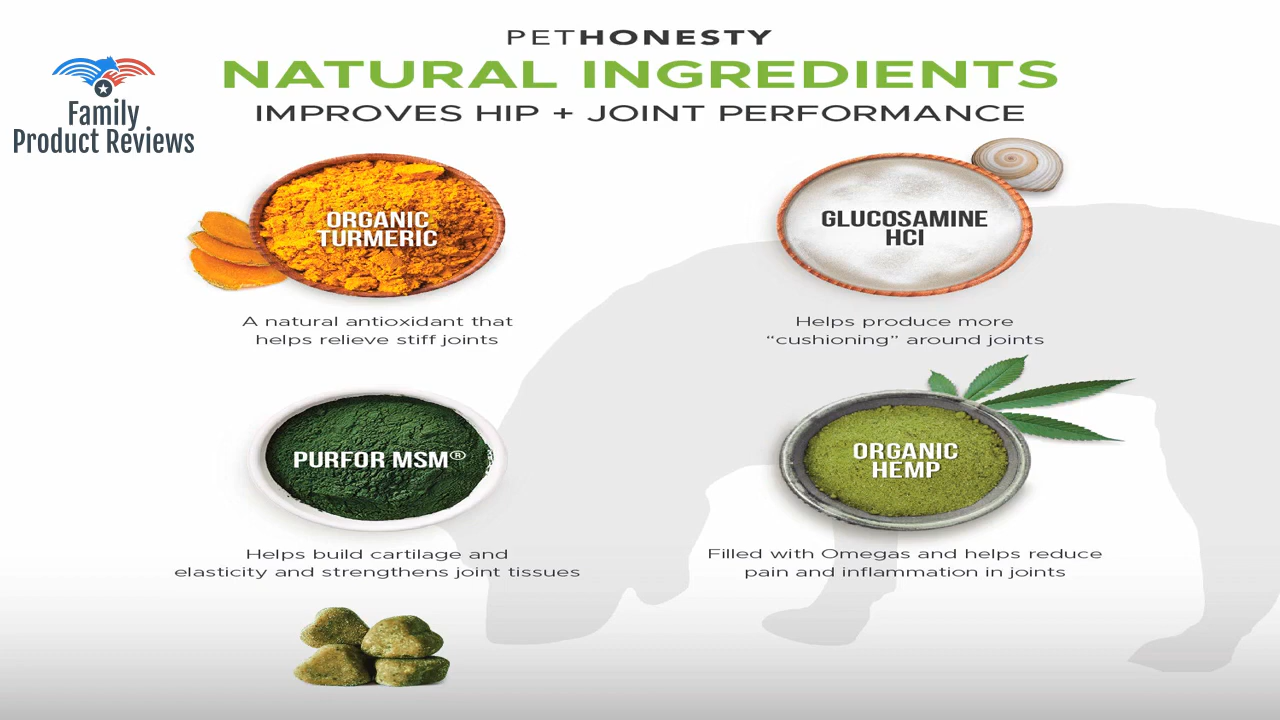 PETHONESTY
NATURAL INGREDIENTS
IMPROVES HIP + JOINT PERFORMANCE
Family
Product Reviews
ORGANIC
TURMERIC
A natural antioxidant that
helps relieve stiff joints
GLUCOSAMINE
HCl
Helps produce more
“cushioning” around joints
PURFOR MSM®
Helps build cartilage and
elasticity and strengthens joint tissues
ORGANIC
HEMP
Filled with Omegas and helps reduce
pain and inflammation in joints